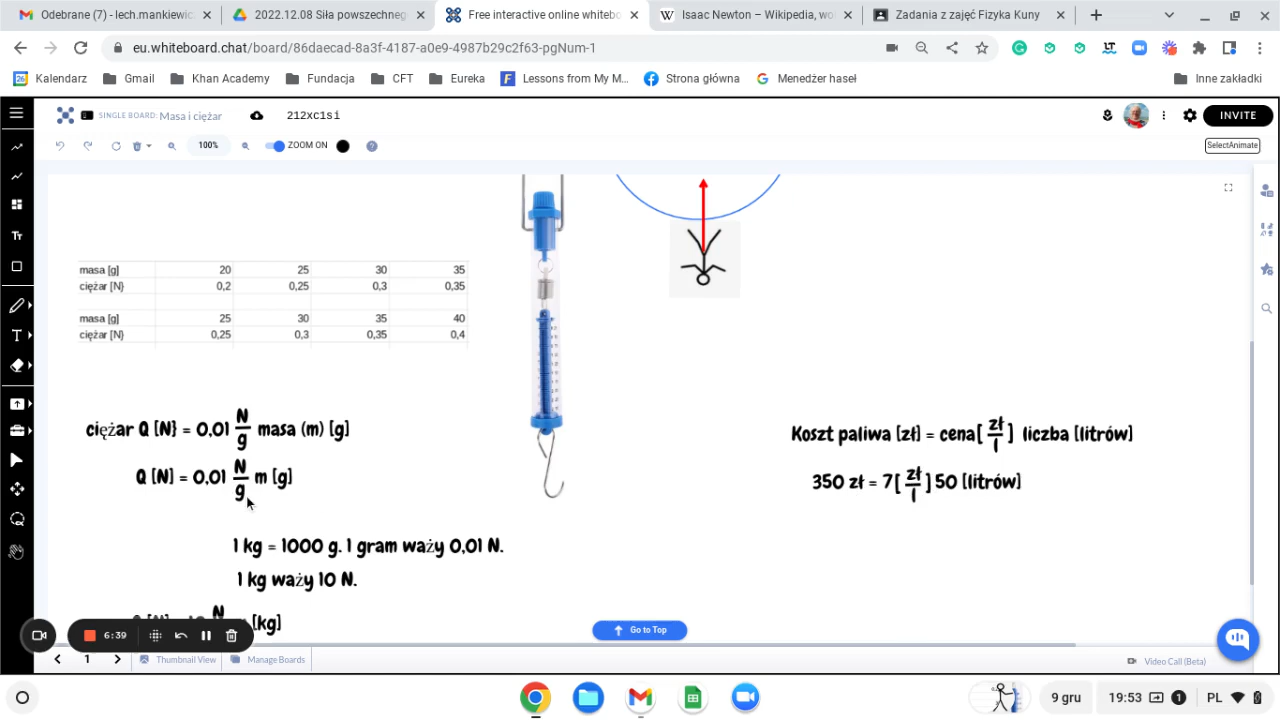 Odebrane (7) - lech.mankiewic
2022.12.08 Siła powszechneg
Free interactive online whitebo
Isaac Newton – Wikipedia, wo
Zadania z zajęć Fizyka Kuny
eu.whiteboard.chat/board/86daecad-8a3f-4187-a0e9-4987b29c2f63-pgNum-1
Kalendarz
Gmail
Khan Academy
Fundacja
CFT
Eureka
Lessons from My M...
Strona główna
Menedżer haseł
Inne zakładki
SINGLE BOARD: Masa i ciężar
212xc1si
INVITE
100%
ZOOM ON
SelectAnimate
masa [g] 20 25 30 35
ciężar [N} 0,2 0,25 0,3 0,35
masa [g] 25 30 35 40
ciężar [N} 0,25 0,3 0,35 0,4
ciężar Q [N} = 0,01 N/g masa (m) [g]
Q [N] = 0,01 N/g m [g]
1 kg = 1000 g. 1 gram waży 0,01 N.
1 kg waży 10 N.
N
[kg]
Koszt paliwa [zł] = cena[ zł/l ] liczba [litrów]
350 zł = 7[ zł/l ] 50 [litrów]
6:39
Go to Top
1
Thumbnail View
Manage Boards
Video Call (Beta)
9 gru
19:53
1
PL